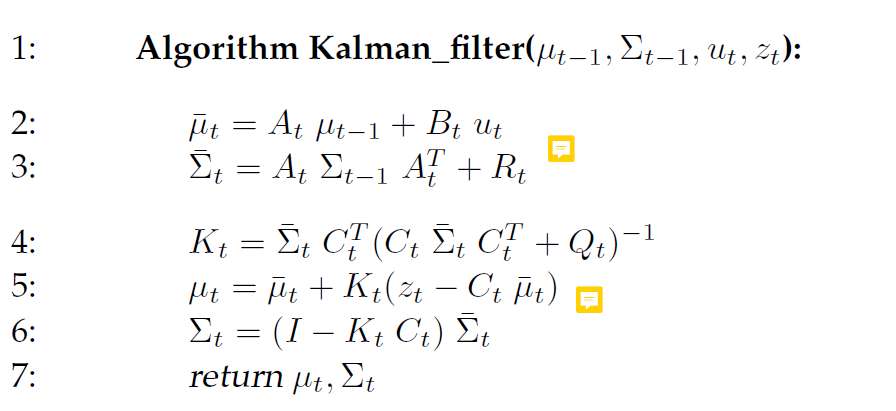 1: Algorithm Kalman_filter(μ_{t−1}, Σ_{t−1}, u_t, z_t):
2: μ̄_t = A_t μ_{t−1} + B_t u_t
3: Σ̄_t = A_t Σ_{t−1} A_t^T + R_t
4: K_t = Σ̄_t C_t^T (C_t Σ̄_t C_t^T + Q_t)^{−1}
5: μ_t = μ̄_t + K_t(z_t − C_t μ̄_t)
6: Σ_t = (I − K_t C_t) Σ̄_t
7: return μ_t, Σ_t